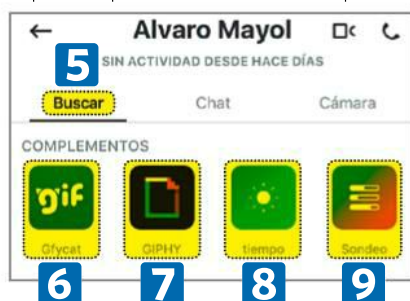 Alvaro Mayol
5
SIN ACTIVIDAD DESDE HACE DÍAS
Buscar Chat Cámara
COMPLEMENTOS
gif
Gfycat GIPHY tiempo Sondeo
6 7 8 9